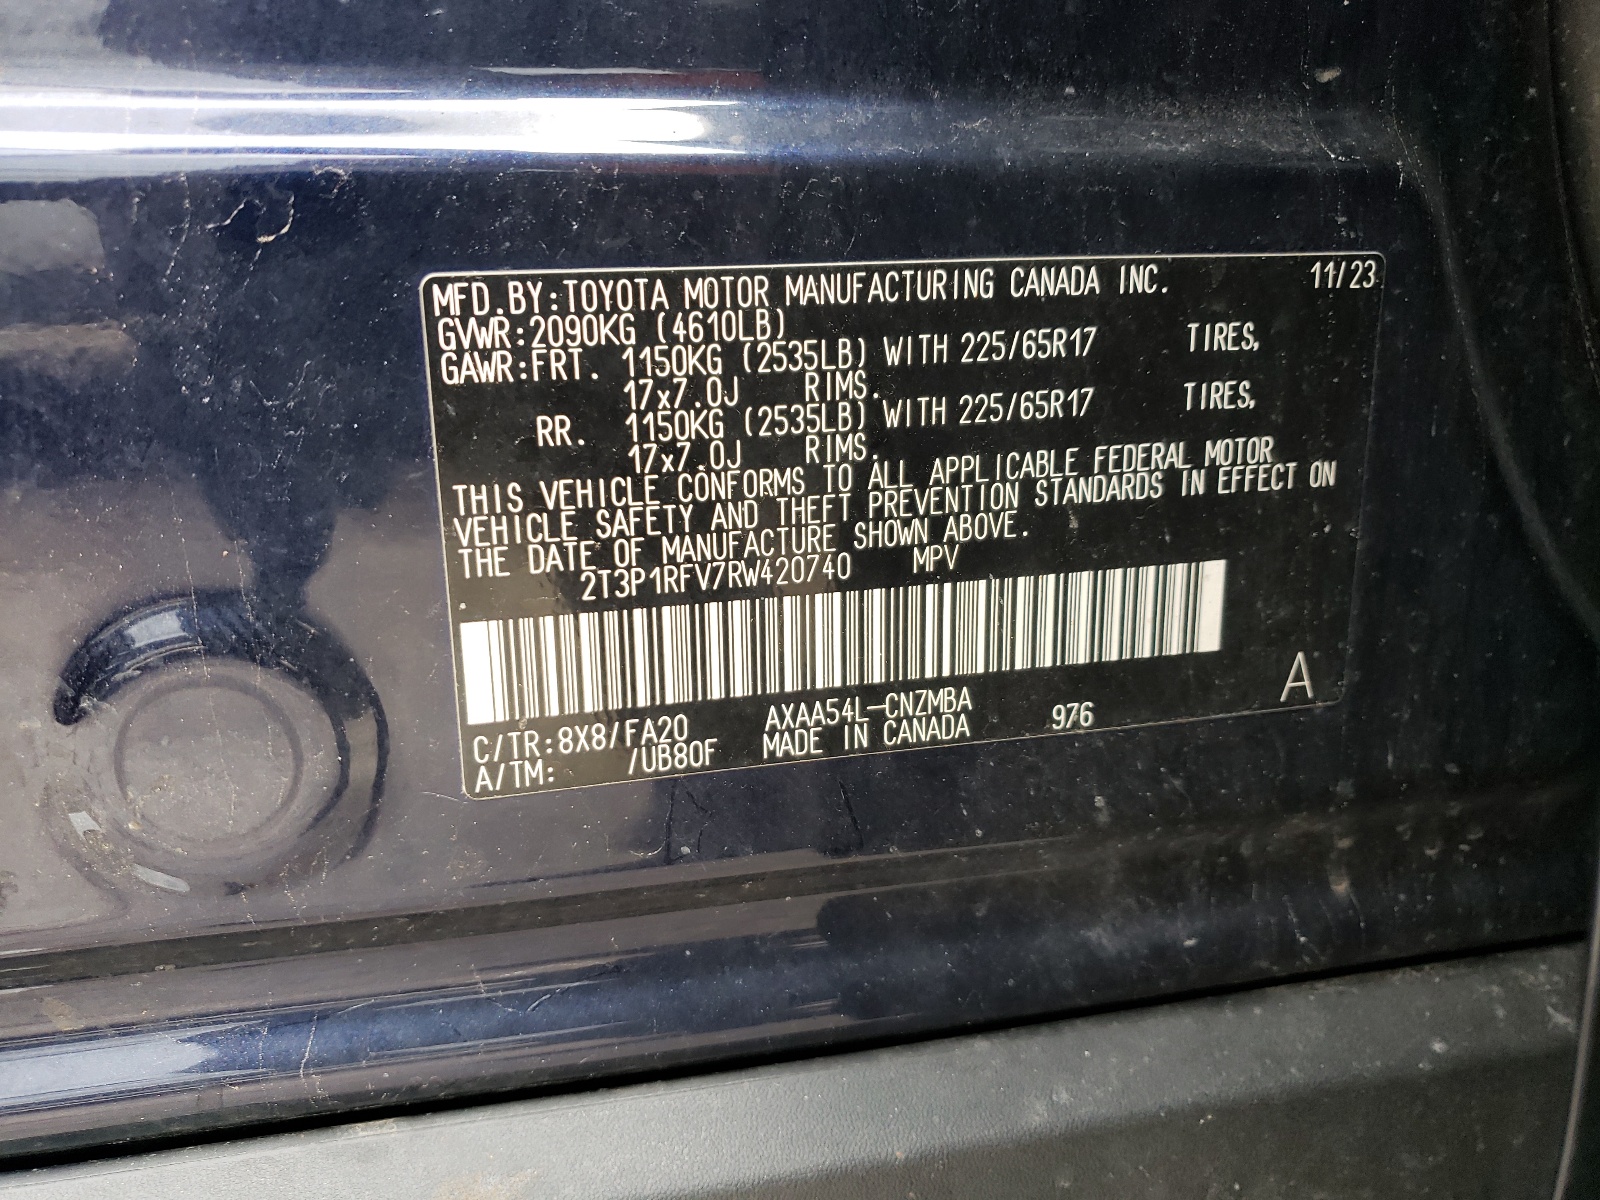 MFD.BY:TOYOTA MOTOR MANUFACTURING CANADA INC. 11/23
GVWR:2090KG (4610LB)
GAWR:FRT. 1150KG (2535LB) WITH 225/65R17 TIRES,
17x7.0J RIMS.
RR. 1150KG (2535LB) WITH 225/65R17 TIRES,
17x7.0J RIMS.
THIS VEHICLE CONFORMS TO ALL APPLICABLE FEDERAL MOTOR
VEHICLE SAFETY AND THEFT PREVENTION STANDARDS IN EFFECT ON
THE DATE OF MANUFACTURE SHOWN ABOVE.
2T3P1RFV7RW420740 MPV
A
C/TR:8X8/FA20 AXAA54L-CNZMBA 976
A/TM: /UB80F MADE IN CANADA